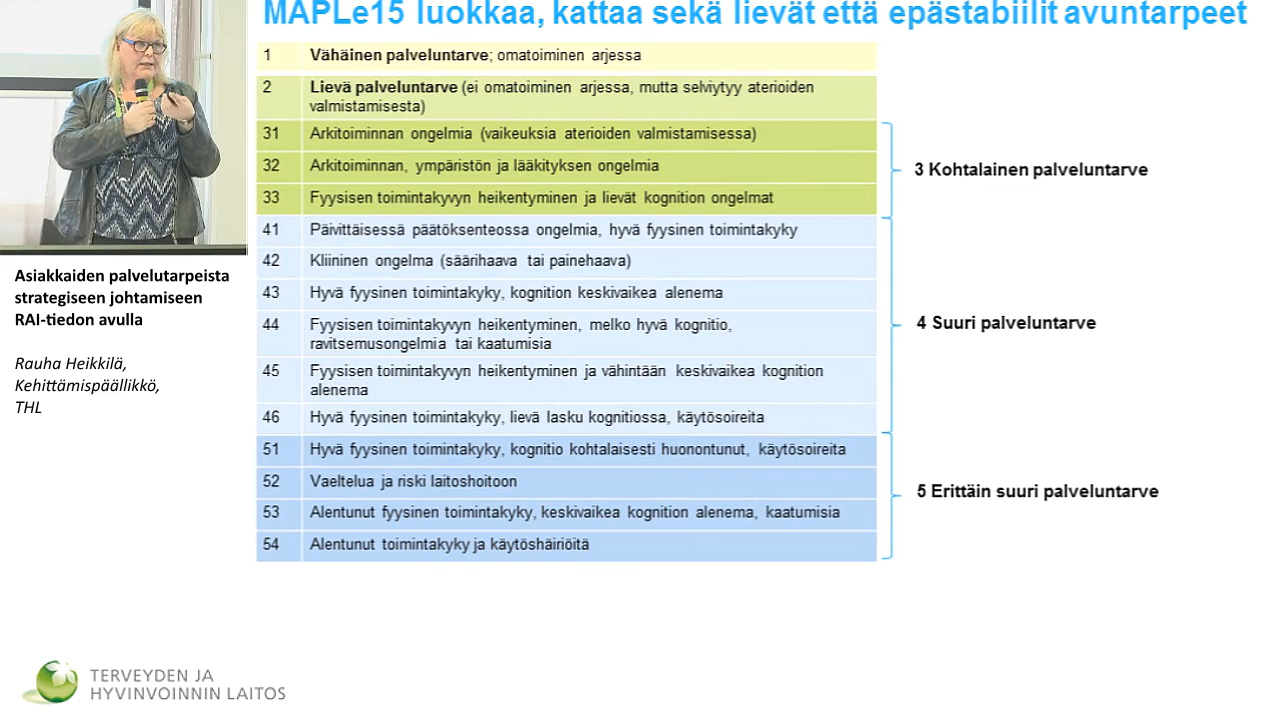 MAPLe15 luokkaa, kattaa sekä lievät että epästabiilit avuntarpeet
1 Vähäinen palveluntarve; omatoiminen arjessa
2 Lievä palveluntarve (ei omatoiminen arjessa, mutta selviytyy aterioiden
valmistamisesta)
31 Arkitoiminnan ongelmia (vaikeuksia aterioiden valmistamisessa)
32 Arkitoiminnan, ympäristön ja lääkityksen ongelmia
33 Fyysisen toimintakyvyn heikentyminen ja lievät kognition ongelmat
3 Kohtalainen palveluntarve
41 Päivittäisessä päätöksenteossa ongelmia, hyvä fyysinen toimintakyky
42 Kliininen ongelma (säärihaava tai painehaava)
43 Hyvä fyysinen toimintakyky, kognition keskivaikea alenema
44 Fyysisen toimintakyvyn heikentyminen, melko hyvä kognitio,
ravitsemusongelmia tai kaatumisia
45 Fyysisen toimintakyvyn heikentyminen ja vähintään keskivaikea kognition
alenema
46 Hyvä fyysinen toimintakyky, lievä lasku kognitiossa, käytösoireita
4 Suuri palveluntarve
51 Hyvä fyysinen toimintakyky, kognitio kohtalaisesti huonontunut, käytösoireita
52 Vaeltelua ja riski laitoshoitoon
53 Alentunut fyysinen toimintakyky, keskivaikea kognition alenema, kaatumisia
54 Alentunut toimintakyky ja käytöshäiriöitä
5 Erittäin suuri palveluntarve
Asiakkaiden palvelutarpeista
strategiseen johtamiseen
RAI-tiedon avulla
Rauha Heikkilä,
Kehittämispäällikkö,
THL
TERVEYDEN JA
HYVINVOINNIN LAITOS